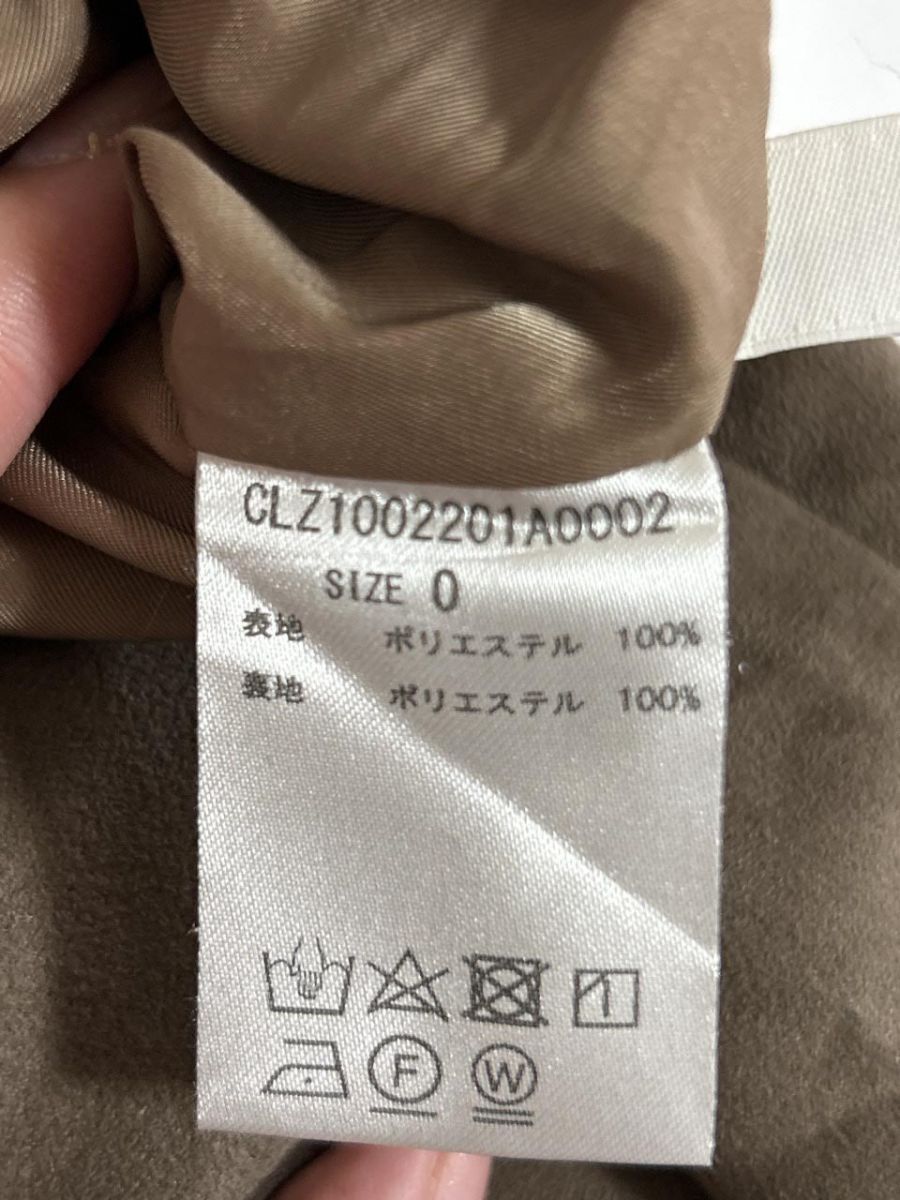 CLZ1002201A0002
SIZE 0
表地 ポリエステル 100%
裏地 ポリエステル 100%
F W